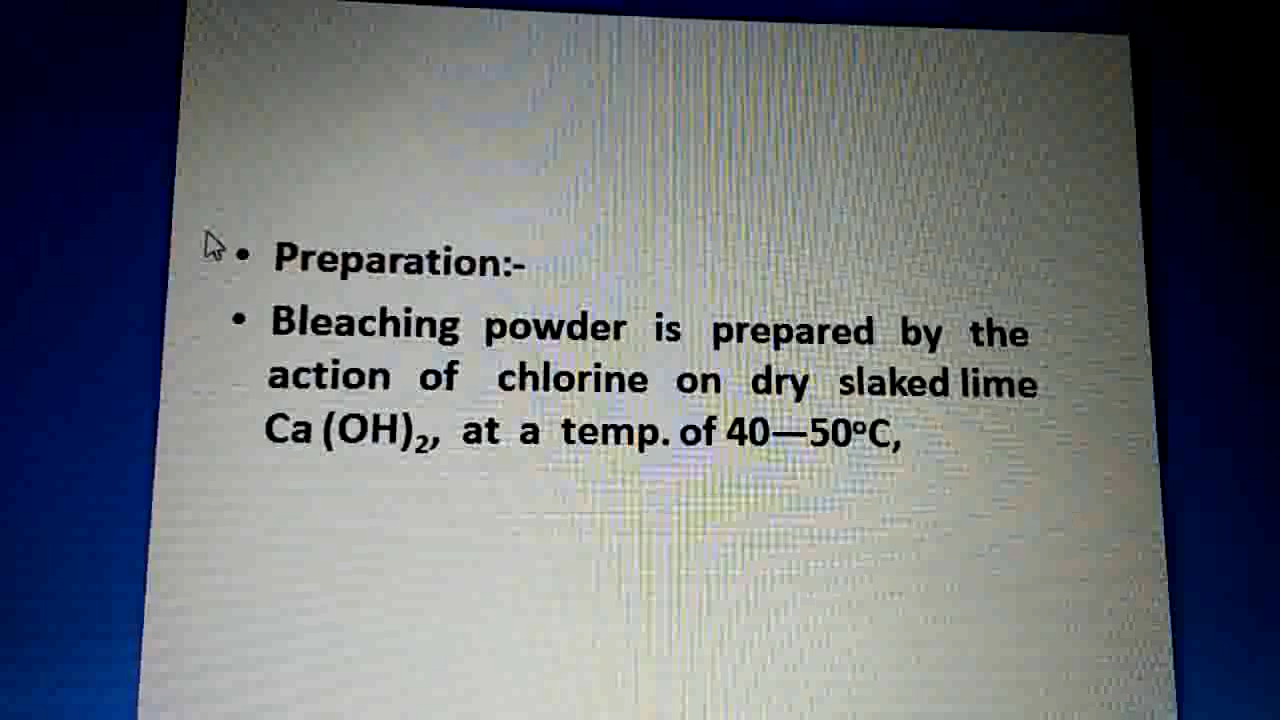 • Preparation:-
• Bleaching powder is prepared by the
action of chlorine on dry slaked lime
Ca (OH)₂, at a temp. of 40—50ºC,